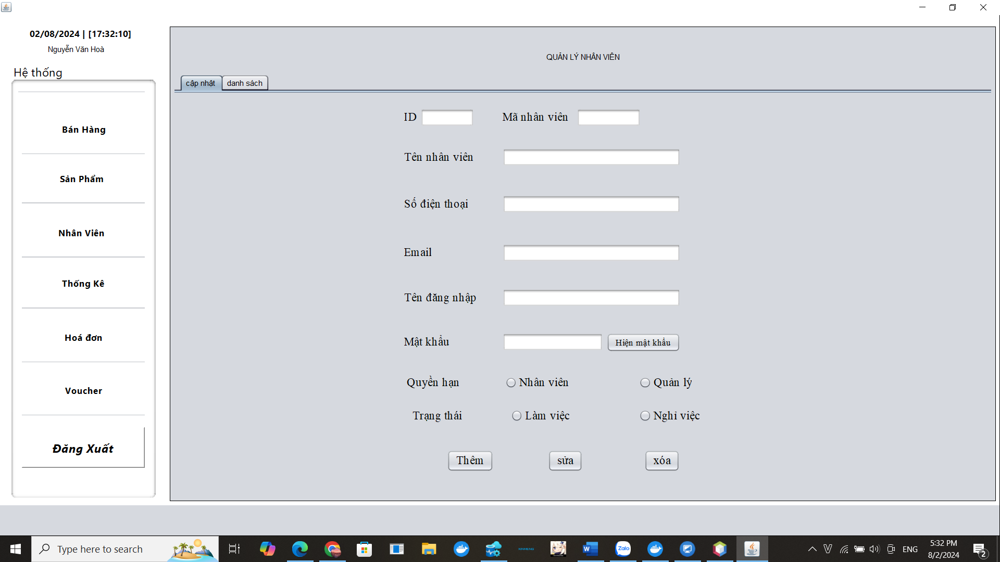 02/08/2024 | [17:32:10]
Nguyễn Văn Hoà
Hệ thống
Bán Hàng
Sản Phẩm
Nhân Viên
Thống Kê
Hoá đơn
Voucher
Đăng Xuất
QUẢN LÝ NHÂN VIÊN
cập nhật danh sách
ID Mã nhân viên
Tên nhân viên
Số điện thoại
Email
Tên đăng nhập
Mật khẩu Hiện mật khẩu
Quyền hạn Nhân viên Quản lý
Trạng thái Làm việc Nghỉ việc
Thêm sửa xóa
Type here to search
Zalo
ENG
5:32 PM
8/2/2024
2